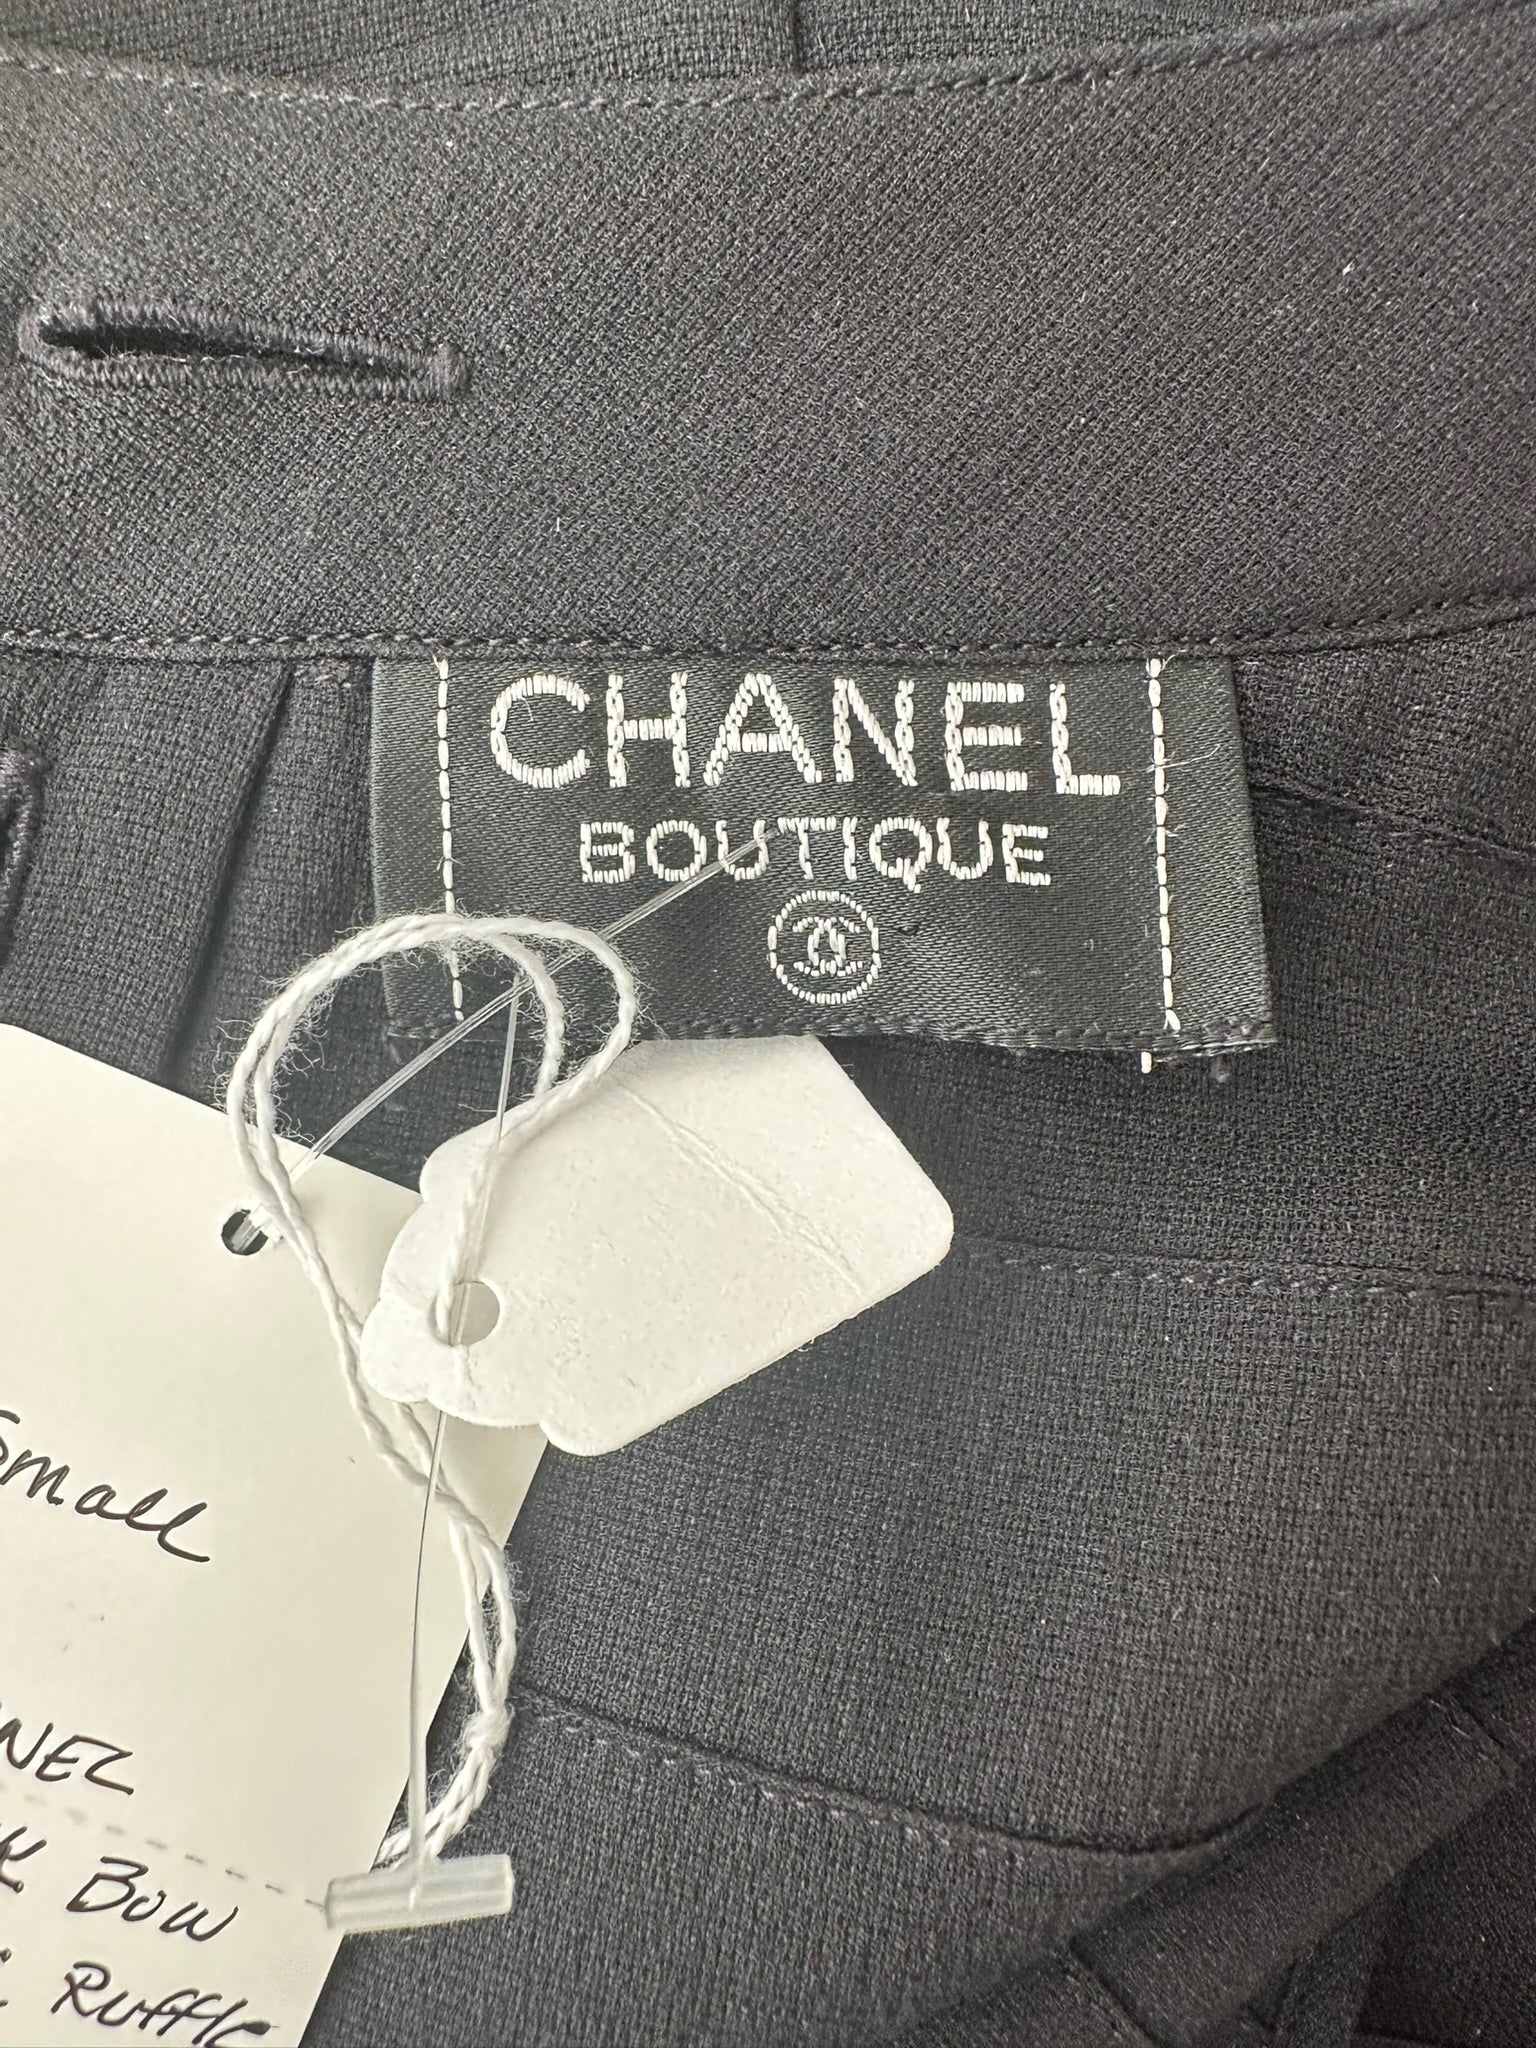 CHANEL
BOUTIQUE
Small
NEL
Bow
Ruffle